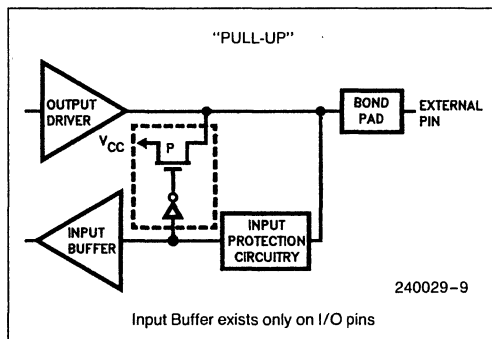 "PULL-UP"
OUTPUT
DRIVER
BOND
PAD
EXTERNAL
PIN
VCC
P
INPUT
BUFFER
INPUT
PROTECTION
CIRCUITRY
240029-9
Input Buffer exists only on I/O pins